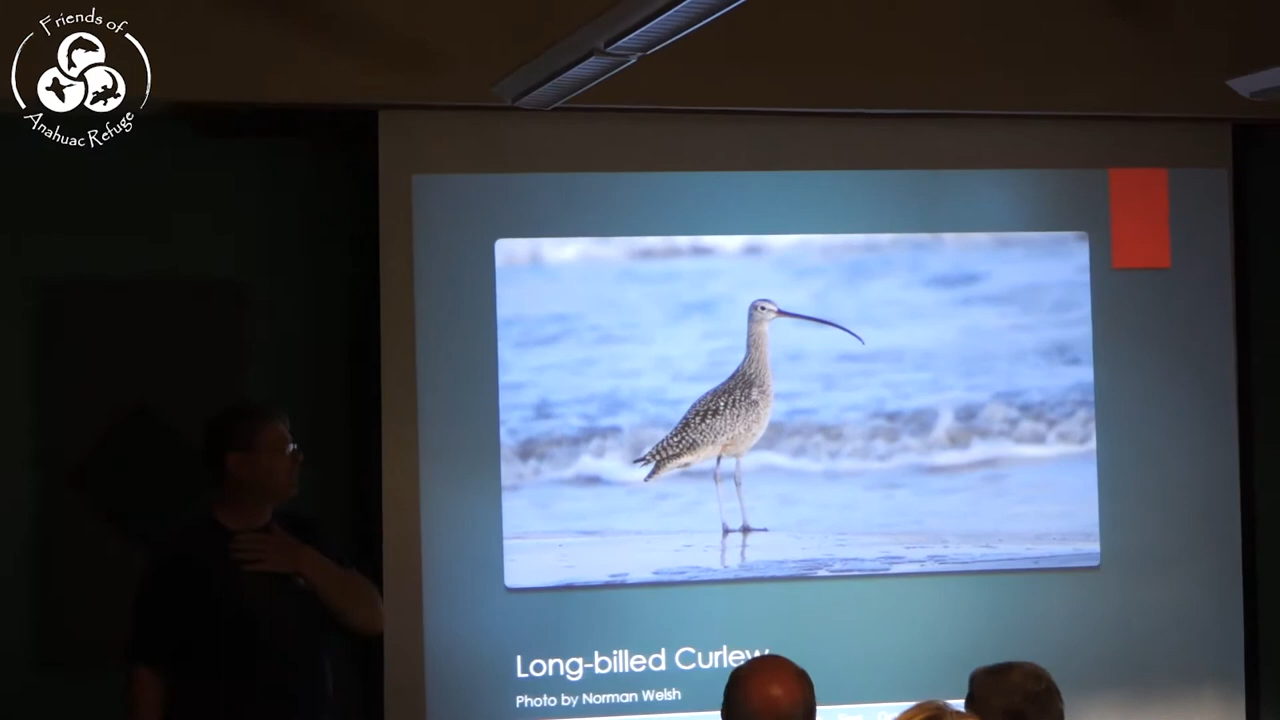 Friends of
Anahuac Refuge
Long-billed Curlew
Photo by Norman Welsh